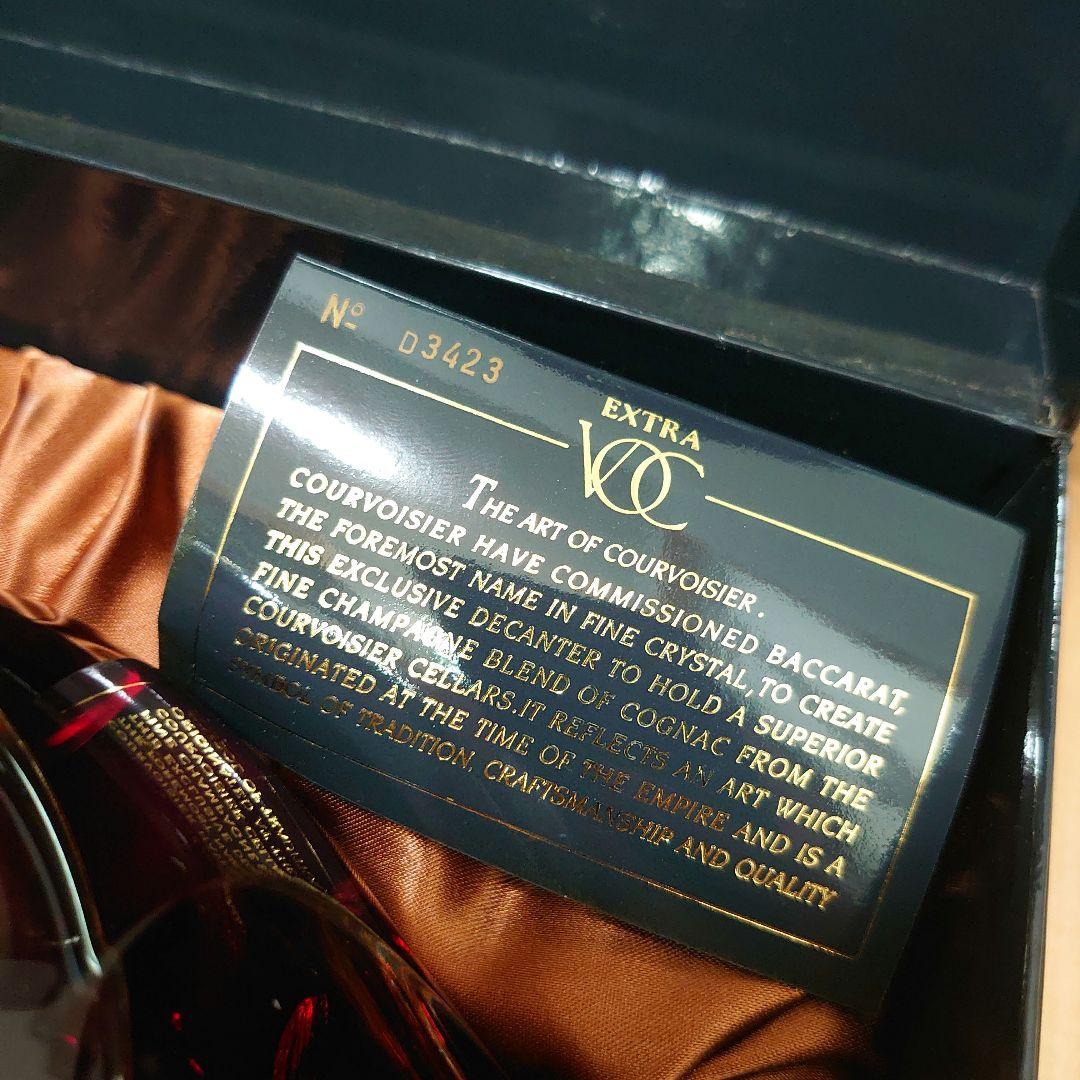 Nº D3423
EXTRA
VOC
THE ART OF COURVOISIER.
COURVOISIER HAVE COMMISSIONED BACCARAT,
THE FOREMOST NAME IN FINE CRYSTAL, TO CREATE
THIS EXCLUSIVE DECANTER TO HOLD A SUPERIOR
FINE CHAMPAGNE BLEND OF COGNAC FROM THE
COURVOISIER CELLARS. IT REFLECTS AN ART WHICH
ORIGINATED AT THE TIME OF THE EMPIRE AND IS A
SYMBOL OF TRADITION, CRAFTSMANSHIP AND QUALITY